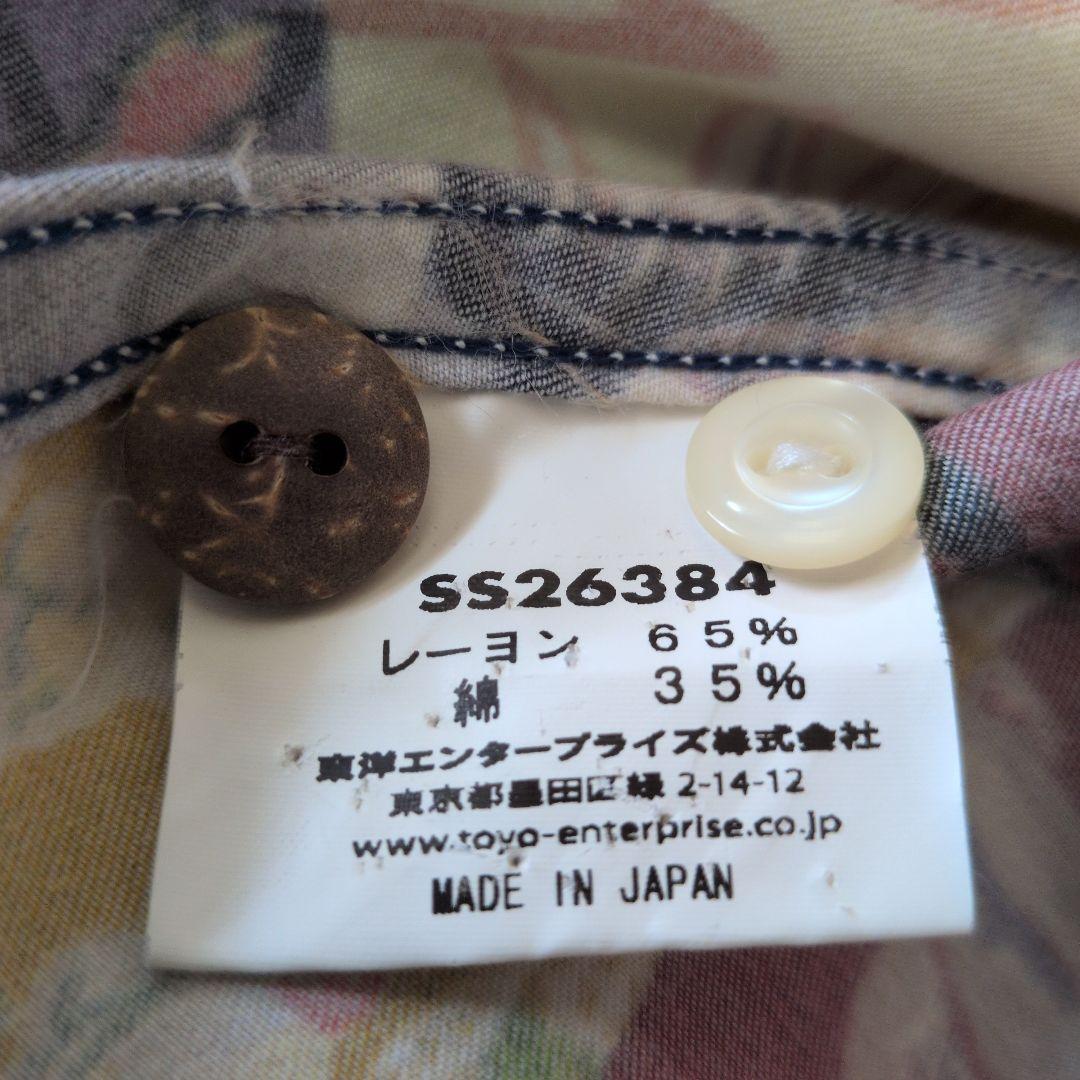 SS26384
レーヨン 65%
綿 35%
東洋エンタープライズ株式会社
東京都墨田区緑 2-14-12
www.toyo-enterprise.co.jp
MADE IN JAPAN